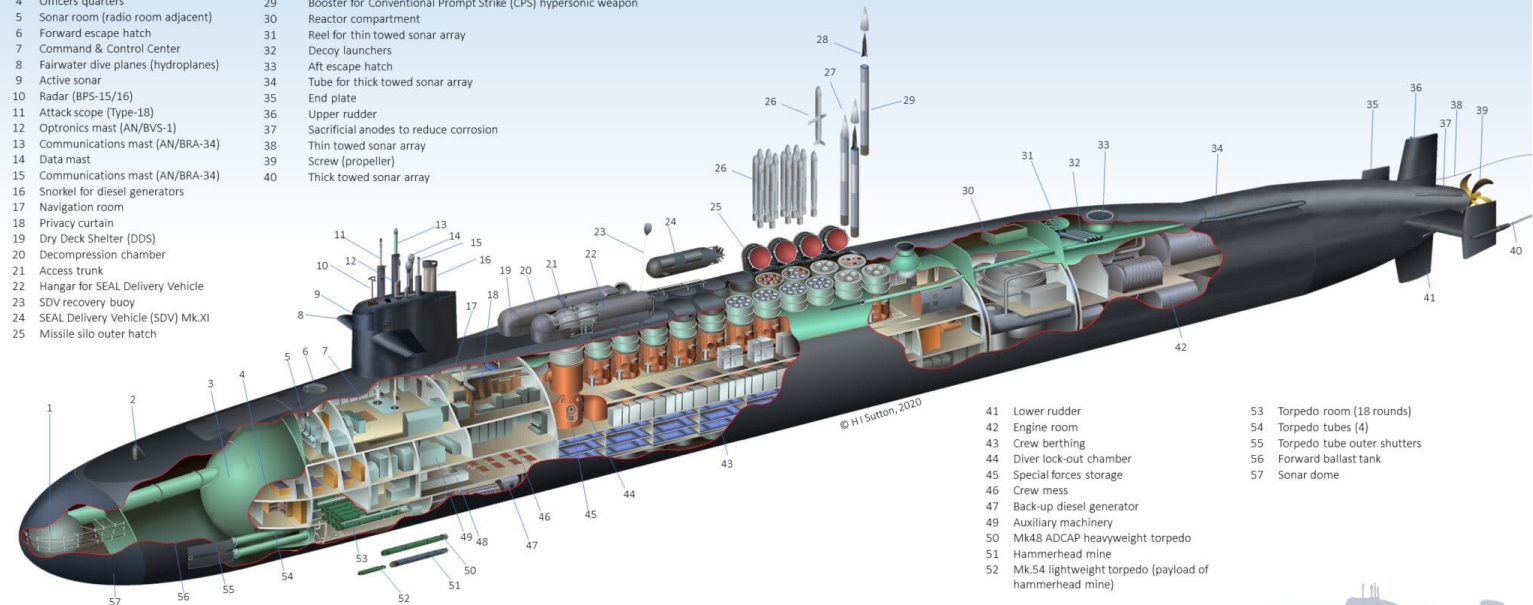 4 Officers quarters
5 Sonar room (radio room adjacent)
6 Forward escape hatch
7 Command & Control Center
8 Fairwater dive planes (hydroplanes)
9 Active sonar
10 Radar (BPS-15/16)
11 Attack scope (Type-18)
12 Optronics mast (AN/BVS-1)
13 Communications mast (AN/BRA-34)
14 Data mast
15 Communications mast (AN/BRA-34)
16 Snorkel for diesel generators
17 Navigation room
18 Privacy curtain
19 Dry Deck Shelter (DDS)
20 Decompression chamber
21 Access trunk
22 Hangar for SEAL Delivery Vehicle
23 SDV recovery buoy
24 SEAL Delivery Vehicle (SDV) Mk.XI
25 Missile silo outer hatch
29 Booster for Conventional Prompt Strike (CPS) hypersonic weapon
30 Reactor compartment
31 Reel for thin towed sonar array
32 Decoy launchers
33 Aft escape hatch
34 Tube for thick towed sonar array
35 End plate
36 Upper rudder
37 Sacrificial anodes to reduce corrosion
38 Thin towed sonar array
39 Screw (propeller)
40 Thick towed sonar array
28
27
26
29
26
25
24
23
22
21
20
19
18
17
13
14
15
16
11
12
10
9
8
7
6
5
4
3
2
1
30
31
32
33
34
35
36
37
38
39
40
41
42
43
44
45
46
47
48
49
50
51
52
53
54
55
56
57
© H I Sutton, 2020
41 Lower rudder
42 Engine room
43 Crew berthing
44 Diver lock-out chamber
45 Special forces storage
46 Crew mess
47 Back-up diesel generator
49 Auxiliary machinery
50 Mk48 ADCAP heavyweight torpedo
51 Hammerhead mine
52 Mk.54 lightweight torpedo (payload of
hammerhead mine)
53 Torpedo room (18 rounds)
54 Torpedo tubes (4)
55 Torpedo tube outer shutters
56 Forward ballast tank
57 Sonar dome